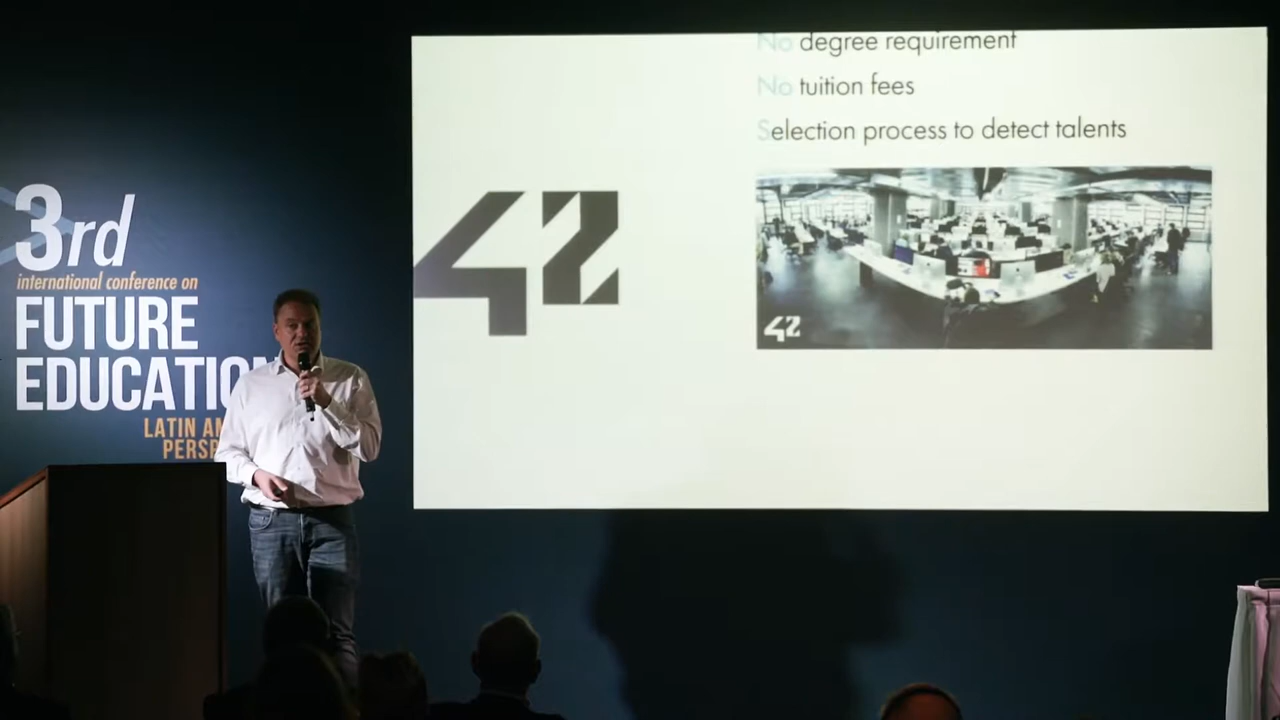 3rd
international conference on
FUTURE
EDUCATIO
LATIN AM
PERSP
No degree requirement
No tuition fees
Selection process to detect talents
42
42